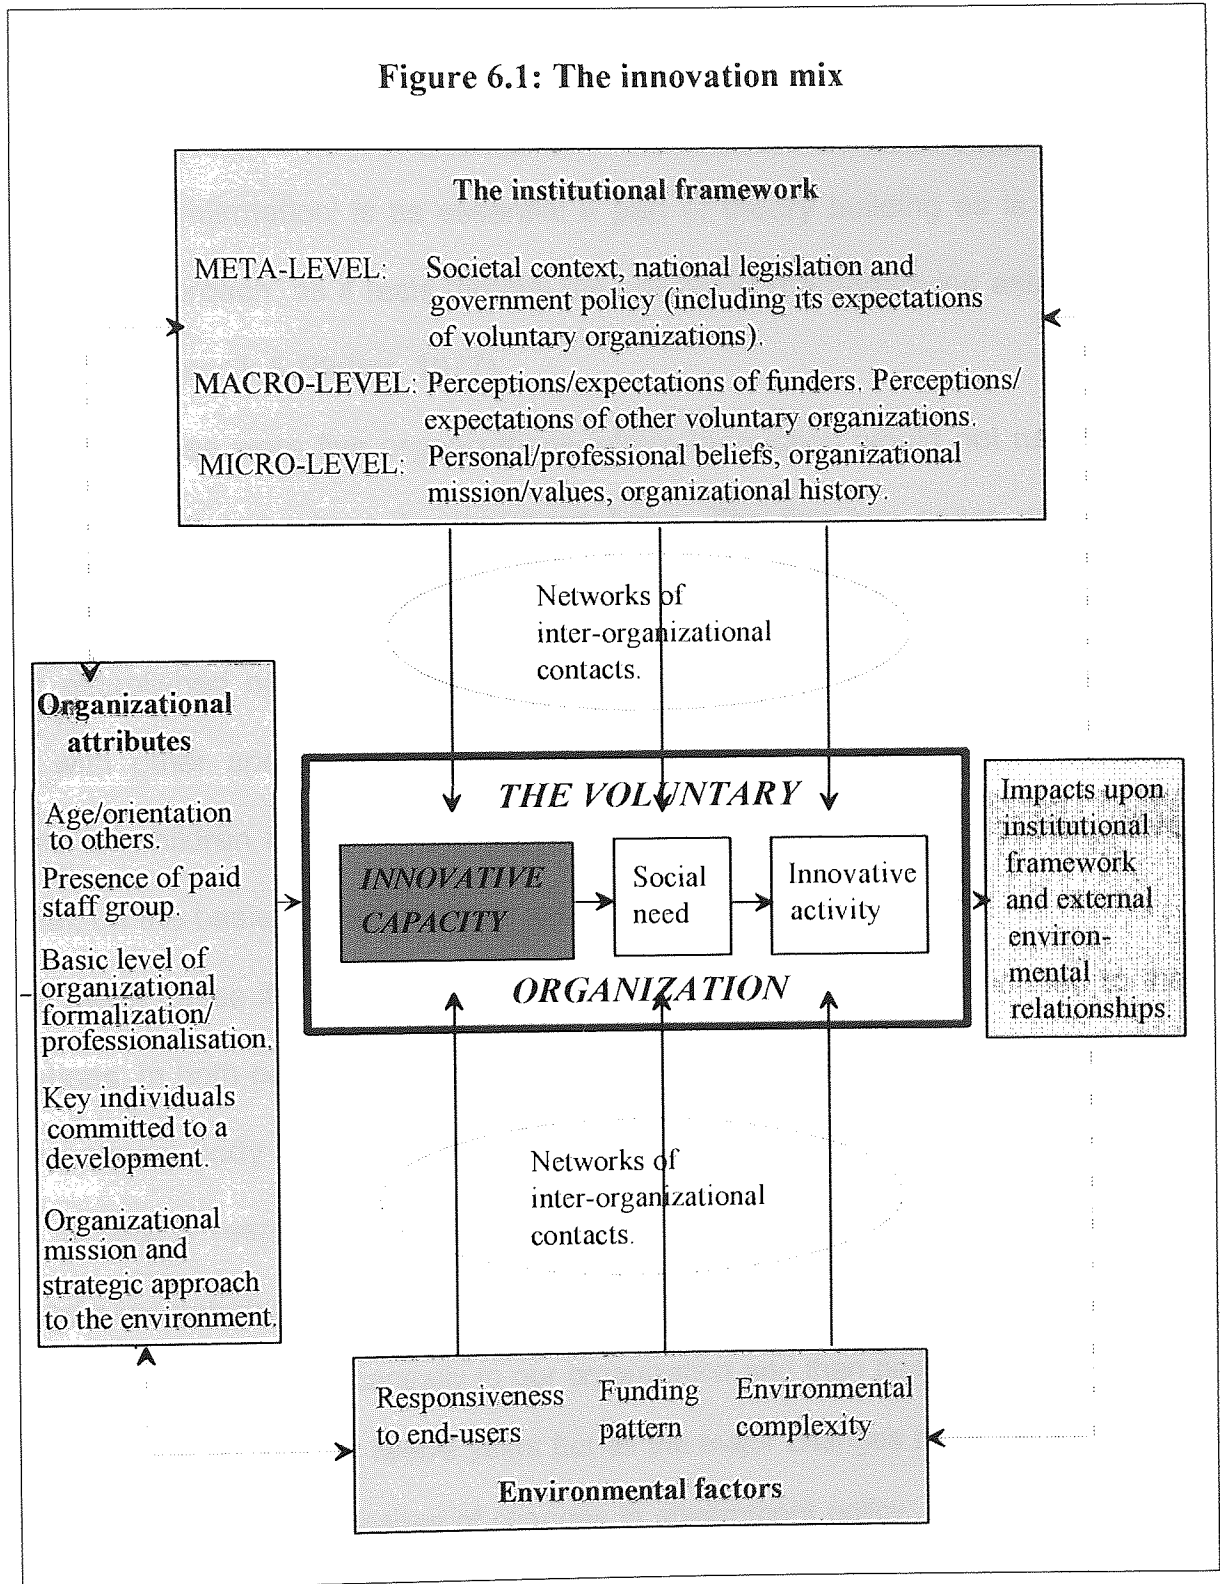 Figure 6.1: The innovation mix
The institutional framework
META-LEVEL: Societal context, national legislation and
government policy (including its expectations
of voluntary organizations).
MACRO-LEVEL: Perceptions/expectations of funders. Perceptions/
expectations of other voluntary organizations.
MICRO-LEVEL: Personal/professional beliefs, organizational
mission/values, organizational history.
Networks of
inter-organizational
contacts.
Organizational
attributes
Age/orientation
to others.
Presence of paid
staff group.
Basic level of
organizational
formalization/
professionalisation.
Key individuals
committed to a
development.
Organizational
mission and
strategic approach
to the environment.
THE VOLUNTARY
INNOVATIVE
CAPACITY
Social
need
Innovative
activity
ORGANIZATION
Impacts upon
institutional
framework
and external
environ-
mental
relationships.
Networks of
inter-organizational
contacts.
Responsiveness
to end-users
Funding
pattern
Environmental
complexity
Environmental factors